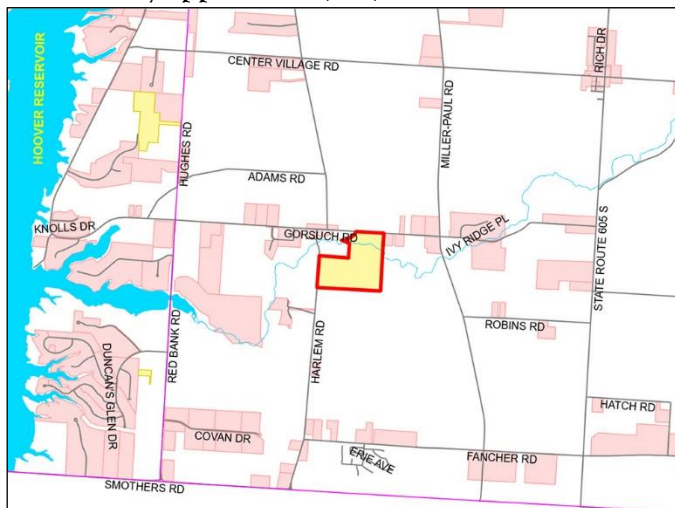 CENTER VILLAGE RD
RICH DR
HOOVER RESERVOIR
MILLER-PAUL RD
HUGHES RD
ADAMS RD
KNOLLS DR
GORSUCH RD
IVY RIDGE PL
STATE ROUTE 605 S
RED BANK RD
HARLEM RD
ROBINS RD
DUNCAN'S GLEN DR
HATCH RD
COVAN DR
ERIE AVE
FANCHER RD
SMOTHERS RD